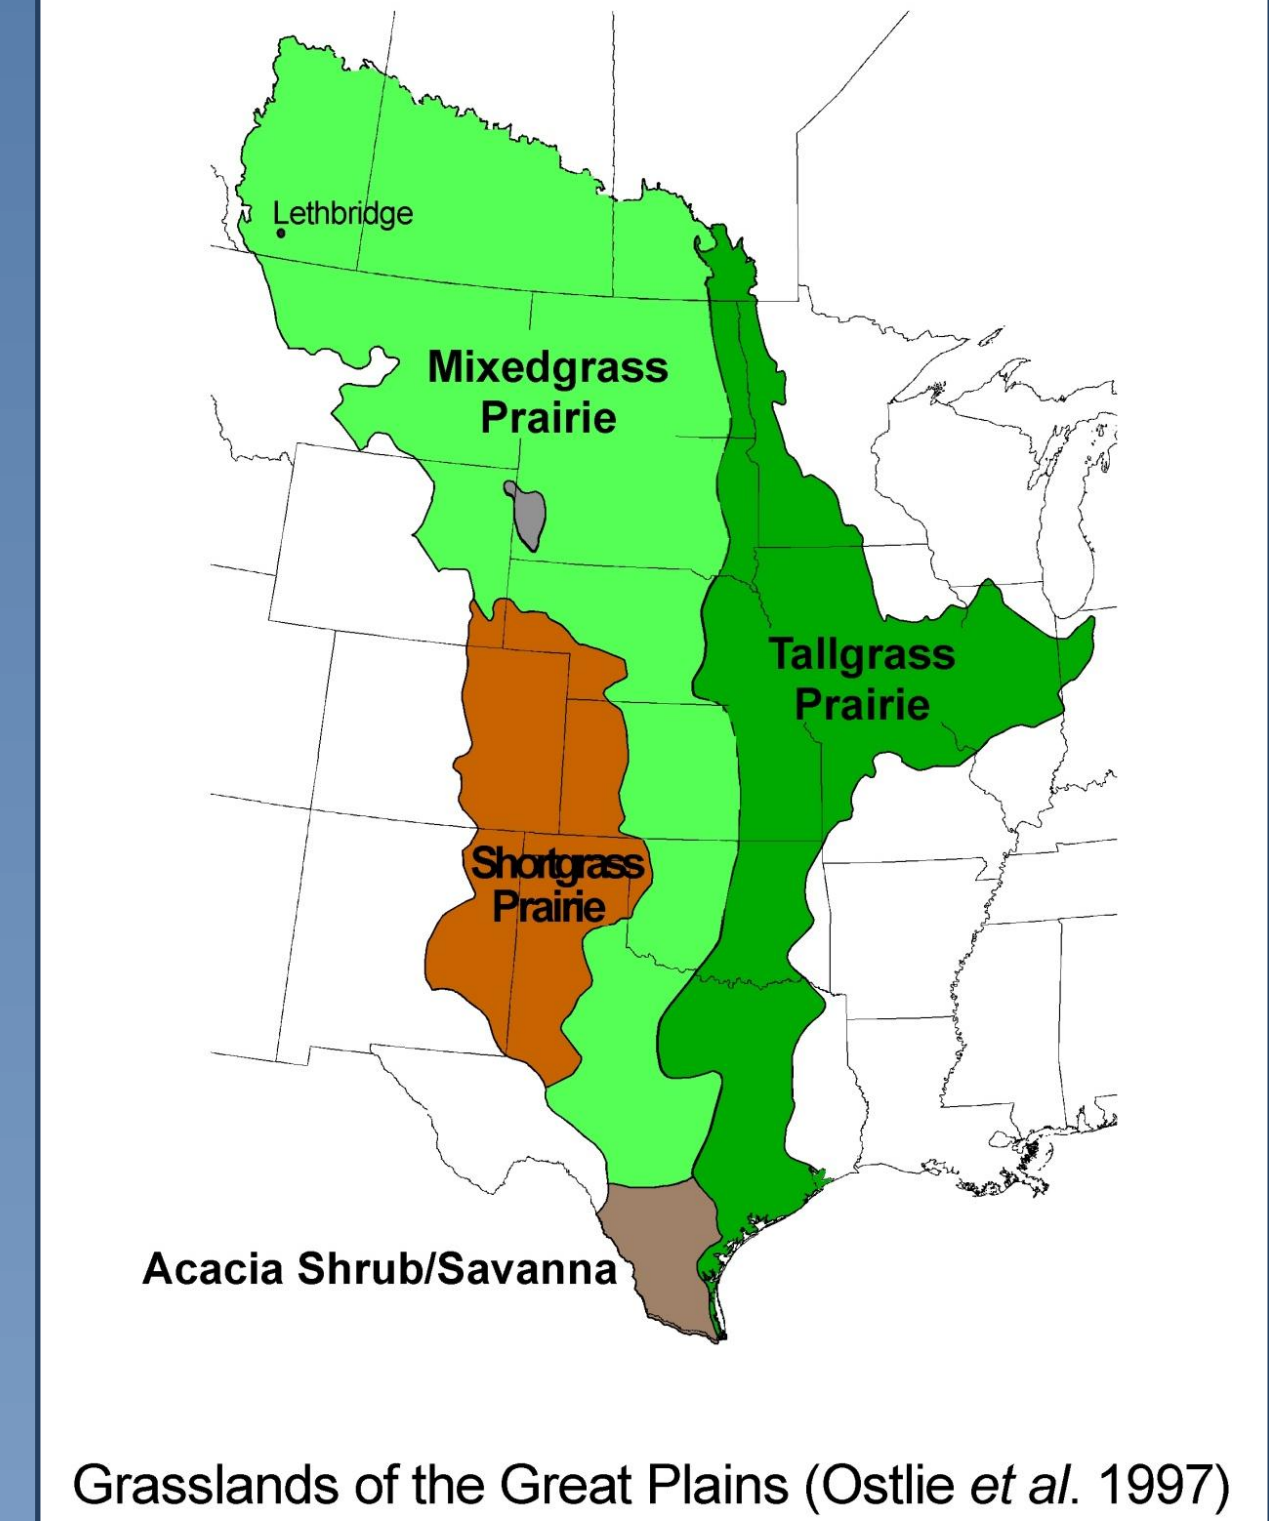 Lethbridge
Mixedgrass
Prairie
Tallgrass
Prairie
Shortgrass
Prairie
Acacia Shrub/Savanna
Grasslands of the Great Plains (Ostlie et al. 1997)